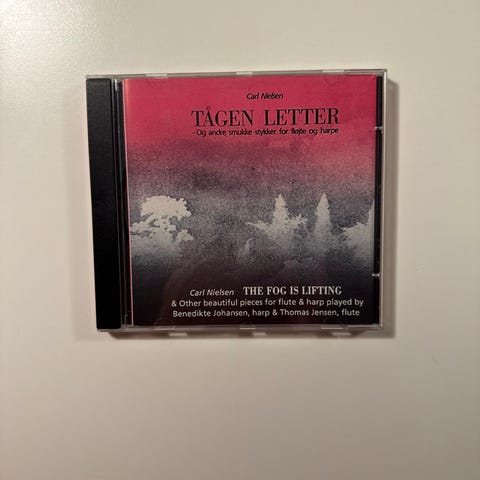 Carl Nielsen
TÅGEN LETTER
- Og andre smukke stykker for fløjte og harpe
Carl Nielsen THE FOG IS LIFTING
& Other beautiful pieces for flute & harp played by
Benedikte Johansen, harp & Thomas Jensen, flute